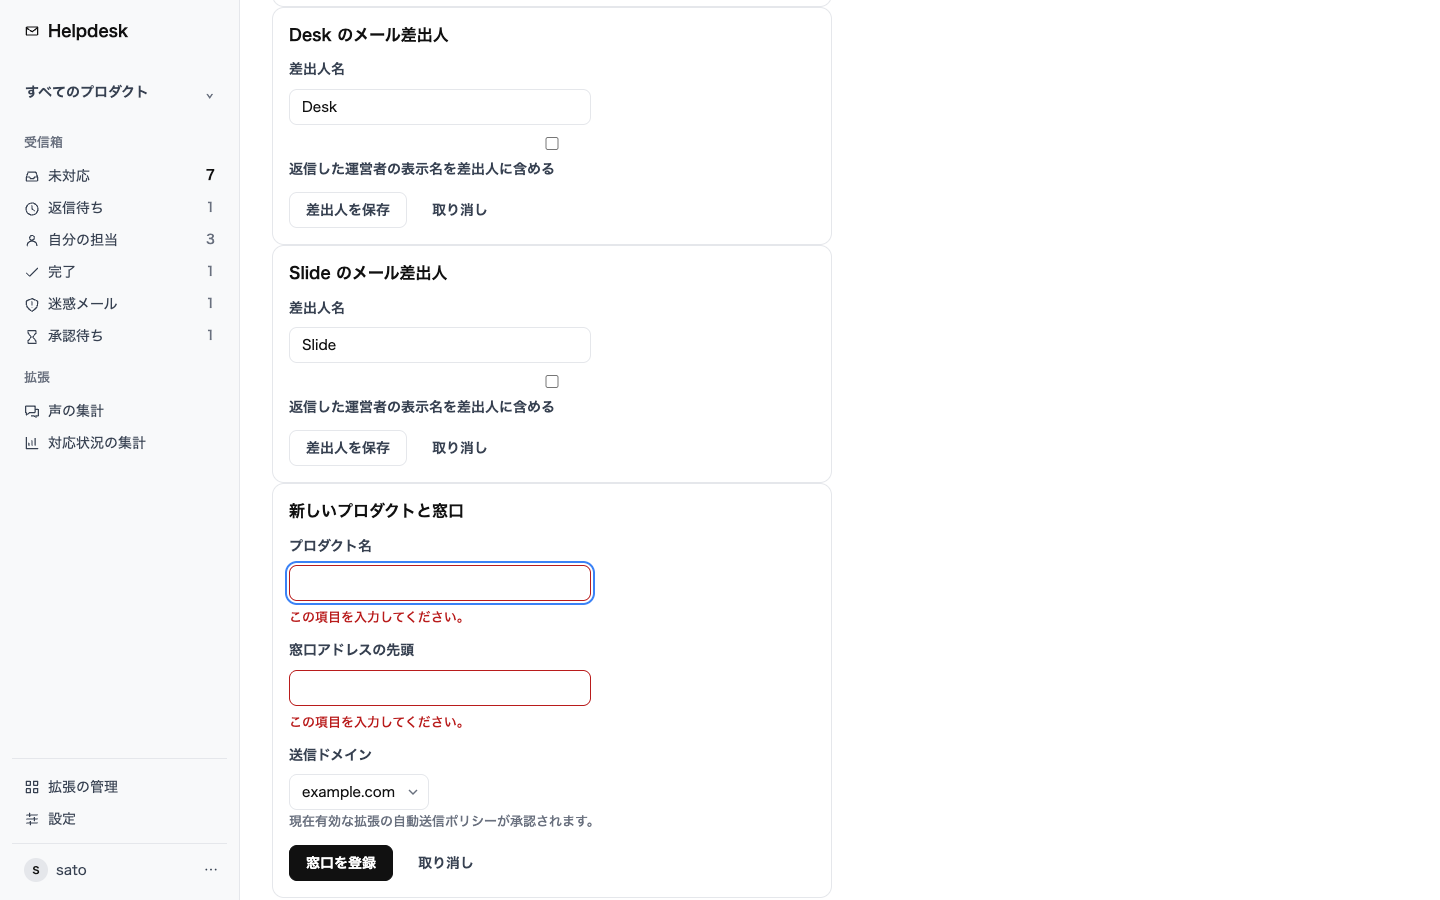 Helpdesk
すべてのプロダクト
受信箱
未対応 7
返信待ち 1
自分の担当 3
完了 1
迷惑メール 1
承認待ち 1
拡張
声の集計
対応状況の集計
拡張の管理
設定
S sato ...
Desk のメール差出人
差出人名
Desk
返信した運営者の表示名を差出人に含める
差出人を保存 取り消し
Slide のメール差出人
差出人名
Slide
返信した運営者の表示名を差出人に含める
差出人を保存 取り消し
新しいプロダクトと窓口
プロダクト名
この項目を入力してください。
窓口アドレスの先頭
この項目を入力してください。
送信ドメイン
example.com
現在有効な拡張の自動送信ポリシーが承認されます。
窓口を登録 取り消し